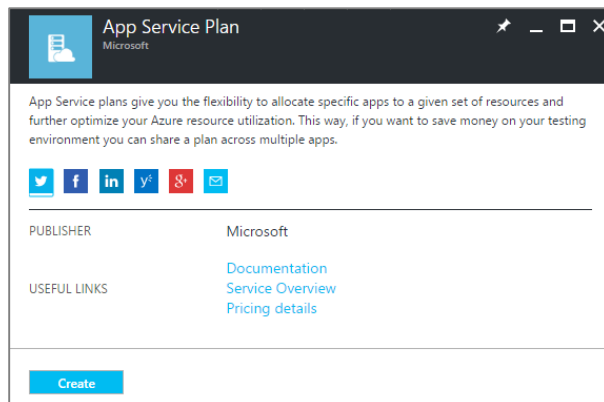 App Service Plan
Microsoft
App Service plans give you the flexibility to allocate specific apps to a given set of resources and
further optimize your Azure resource utilization. This way, if you want to save money on your testing
environment you can share a plan across multiple apps.
PUBLISHER Microsoft
Documentation
USEFUL LINKS Service Overview
Pricing details
Create